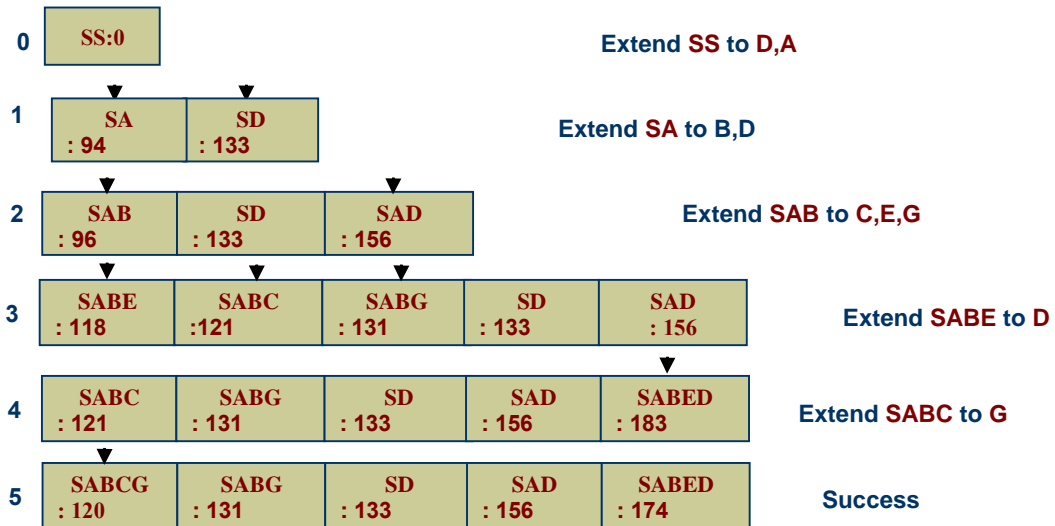 0 SS:0 Extend SS to D,A
1 SA SD Extend SA to B,D
: 94 : 133
2 SAB SD SAD Extend SAB to C,E,G
: 96 : 133 : 156
3 SABE SABC SABG SD SAD Extend SABE to D
: 118 :121 : 131 : 133 : 156
4 SABC SABG SD SAD SABED Extend SABC to G
: 121 : 131 : 133 : 156 : 183
5 SABCG SABG SD SAD SABED Success
: 120 : 131 : 133 : 156 : 174